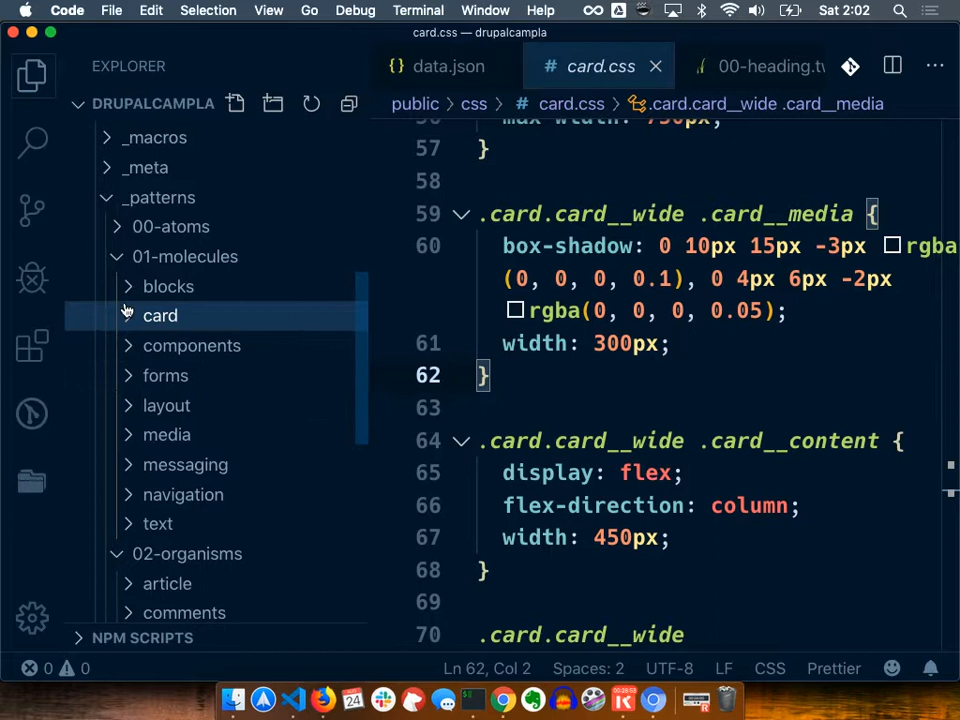 Code File Edit Selection View Go Debug Terminal Window Help Sat 2:02
card.css — drupalcampla
EXPLORER
{} data.json
# card.css
00-heading.tw
DRUPALCAMPLA
public > css > # card.css > .card.card__wide .card__media
_macros
_meta
_patterns
00-atoms
01-molecules
blocks
card
components
forms
layout
media
messaging
navigation
text
02-organisms
article
comments
NPM SCRIPTS
57 }
58
59 .card.card__wide .card__media {
60 box-shadow: 0 10px 15px -3px rgba
(0, 0, 0, 0.1), 0 4px 6px -2px
rgba(0, 0, 0, 0.05);
61 width: 300px;
62 }
63
64 .card.card__wide .card__content {
65 display: flex;
66 flex-direction: column;
67 width: 450px;
68 }
69
70 .card.card__wide
0 0 Ln 62, Col 2 Spaces: 2 UTF-8 LF CSS Prettier